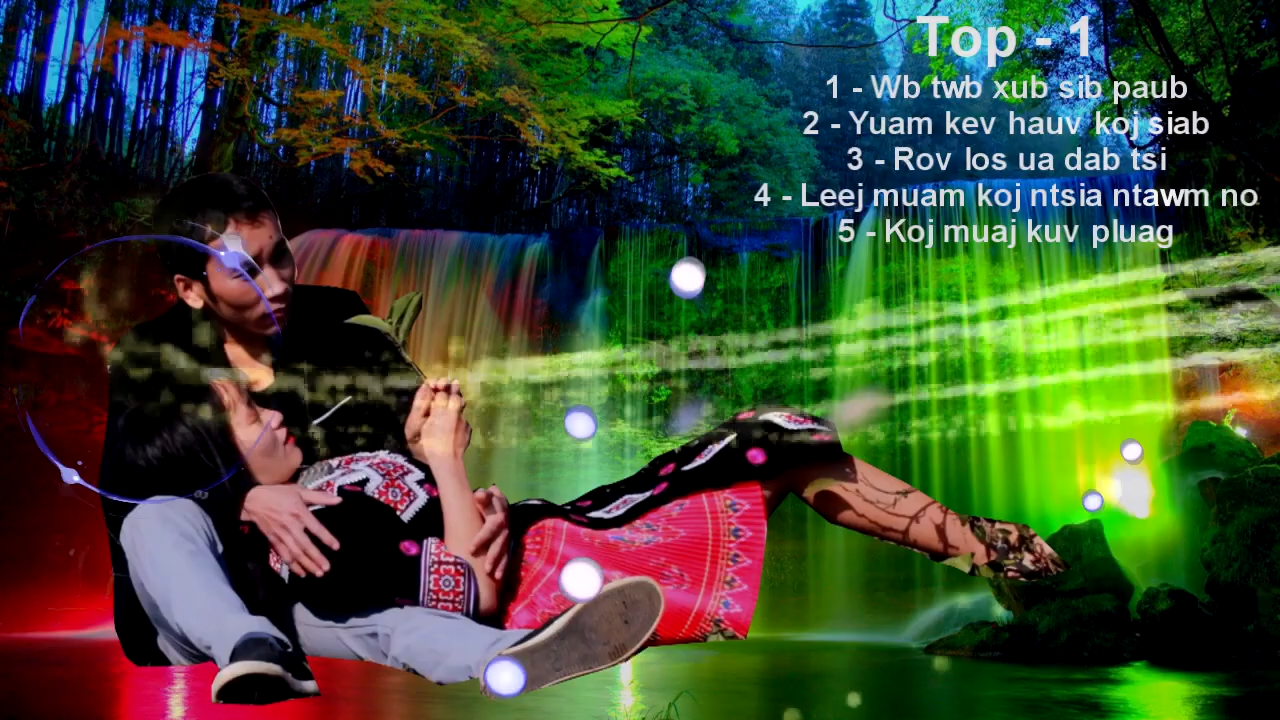 Top - 1
1 - Wb twb xub sib paub
2 - Yuam kev hauv koj siab
3 - Rov los ua dab tsi
4 - Leej muam koj ntsia ntawm no
5 - Koj muaj kuv pluag